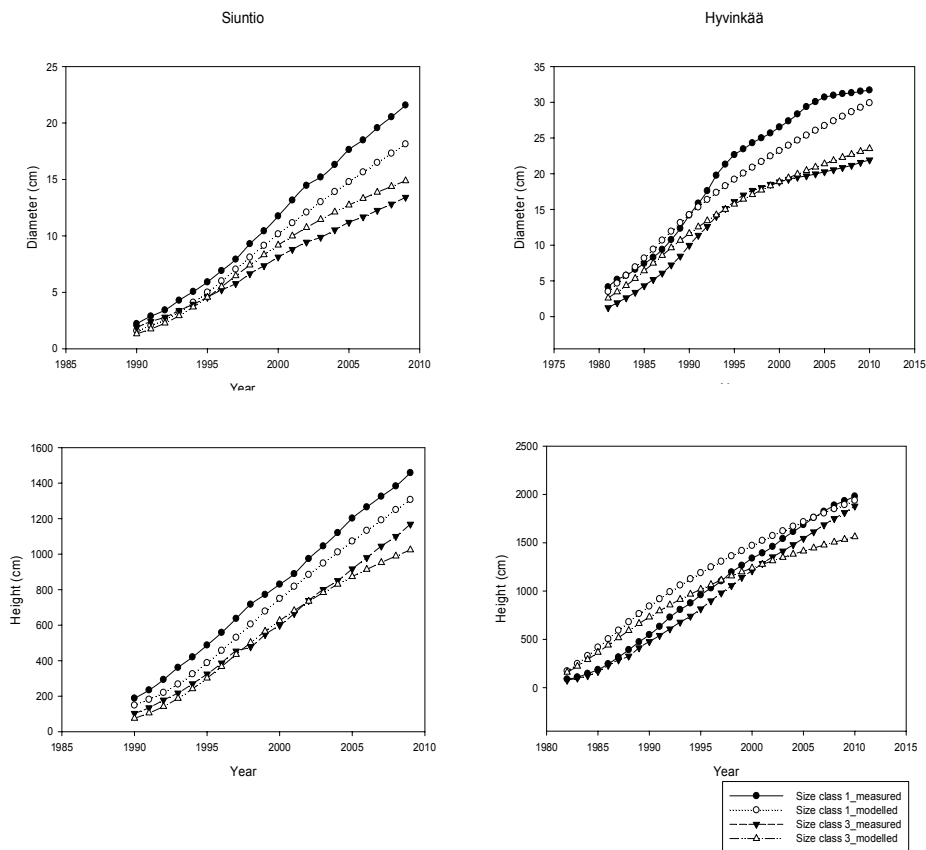 Siuntio
Hyvinkää
Diameter (cm)
25
20
15
10
5
0
1985 1990 1995 2000 2005 2010
Year
Diameter (cm)
35
30
25
20
15
10
5
0
1975 1980 1985 1990 1995 2000 2005 2010 2015
Height (cm)
1600
1400
1200
1000
800
600
400
200
0
1985 1990 1995 2000 2005 2010
Year
Height (cm)
2500
2000
1500
1000
500
0
1980 1985 1990 1995 2000 2005 2010 2015
Year
Size class 1_measured
Size class 1_modelled
Size class 3_measured
Size class 3_modelled